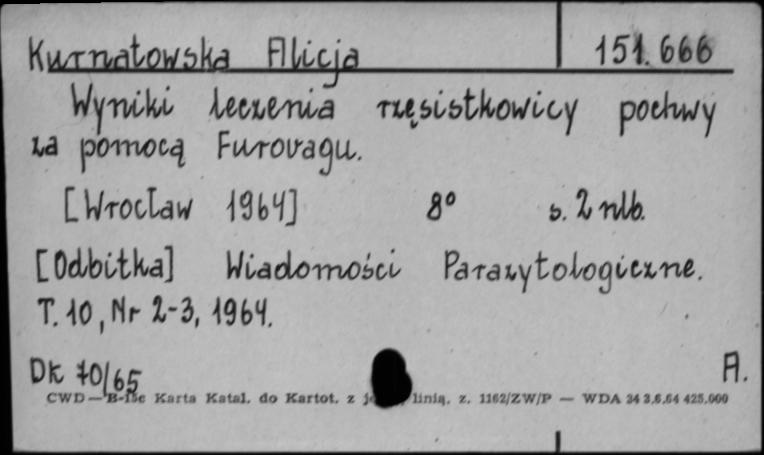 Kurnatowska Alicja 151.666
Wyniki leczenia rzęsistkowicy pochwy
za pomocą Furovagu.
[Wrocław 1964] 8° s. 2 nlb.
[Odbitka] Wiadomości Parazytologiczne.
T. 10, Nr 2-3, 1964.
Dk 70/65 A.
CWD — B-15c Karta Katal. do Kartot. z linią. z. 1162/ZW/P — WDA 34 3.6.64 425.000